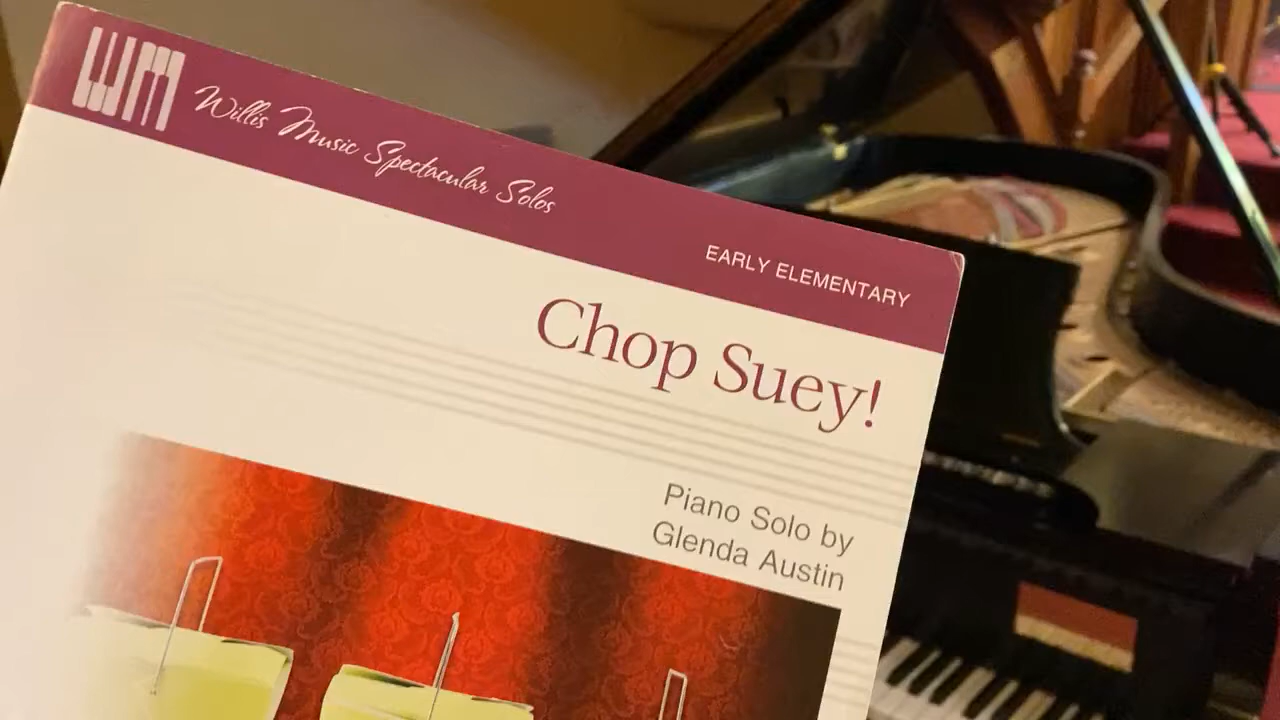 WM
Willis Music Spectacular Solos
EARLY ELEMENTARY
Chop Suey!
Piano Solo by
Glenda Austin